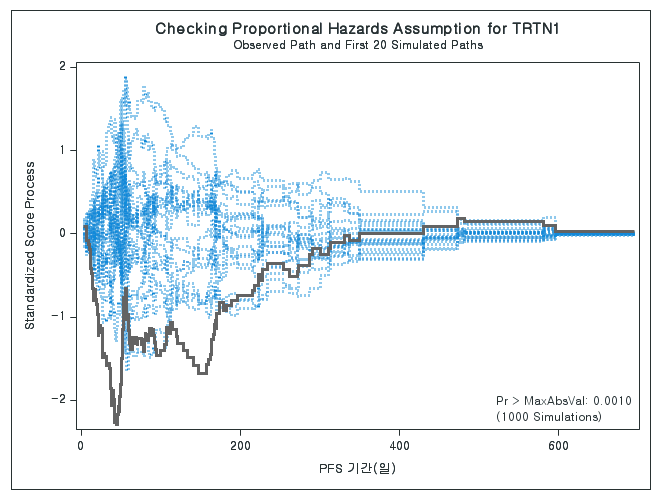 Checking Proportional Hazards Assumption for TRTN1
Observed Path and First 20 Simulated Paths
Standardized Score Process
2
1
0
−1
−2
Pr > MaxAbsVal: 0.0010
(1000 Simulations)
0 200 400 600
PFS 기간(일)